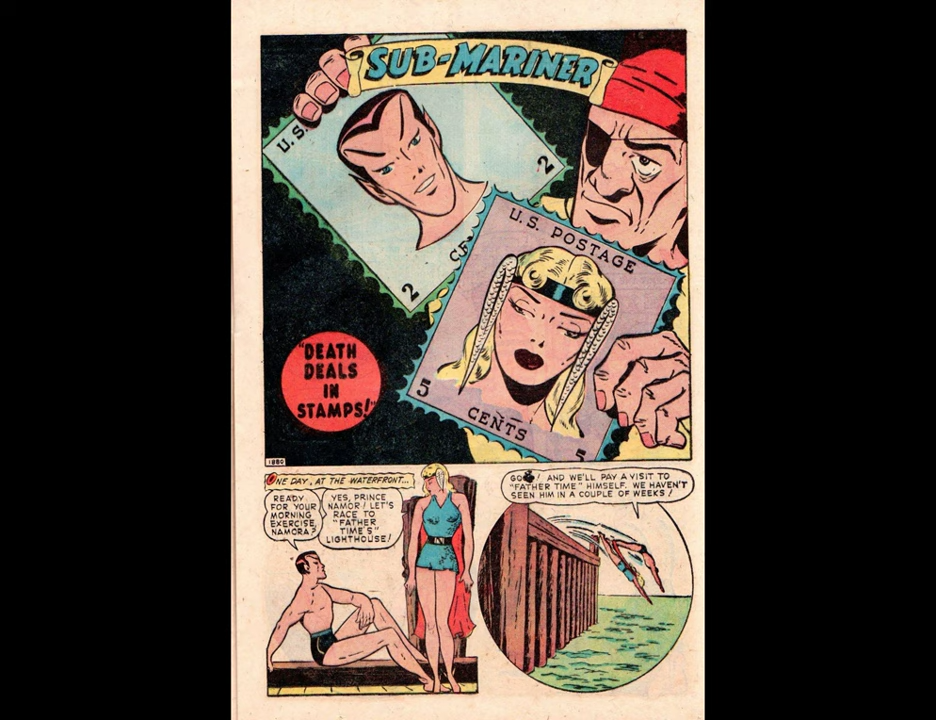 SUB-MARINER
U.S.
2
2
U.S. POSTAGE
5
CENTS
5
"DEATH
DEALS
IN
STAMPS!"
1880
ONE DAY, AT THE WATERFRONT...
READY
FOR YOUR
MORNING
EXERCISE,
NAMORA?
YES, PRINCE
NAMOR! LET'S
RACE TO
"FATHER
TIME'S"
LIGHTHOUSE!
AND WE'LL PAY A VISIT TO
"FATHER TIME" HIMSELF. WE HAVEN'T
SEEN HIM IN A COUPLE OF WEEKS!